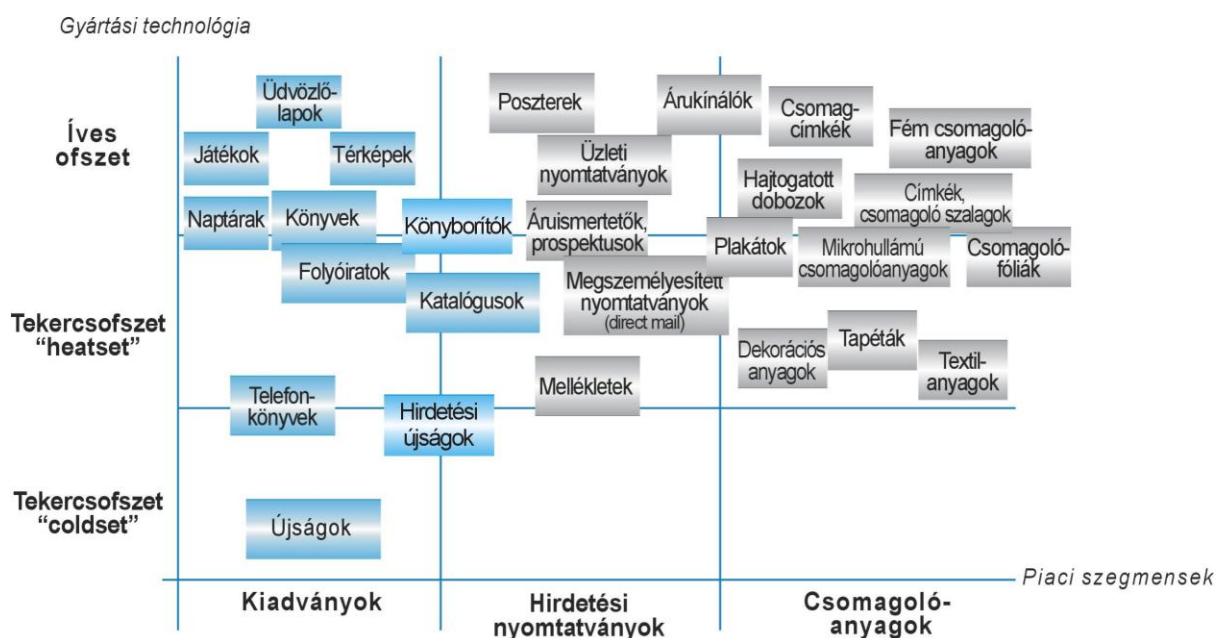 Gyártási technológia
Íves
ofszet
Tekercsofszet
“heatset”
Tekercsofszet
“coldset”
Üdvözlő-
lapok
Játékok
Térképek
Naptárak
Könyvek
Könyborítók
Folyóiratok
Katalógusok
Telefon-
könyvek
Hirdetési
újságok
Újságok
Poszterek
Árukínálók
Üzleti
nyomtatványok
Áruismertetők,
prospektusok
Megszemélyesített
nyomtatványok
(direct mail)
Mellékletek
Csomag-
címkék
Fém csomagoló-
anyagok
Hajtogatott
dobozok
Címkék,
csomagoló szalagok
Plakátok
Mikrohullámú
csomagolóanyagok
Csomagoló-
fóliák
Dekorációs
anyagok
Tapéták
Textil-
anyagok
Piaci szegmensek
Kiadványok
Hirdetési
nyomtatványok
Csomagoló-
anyagok